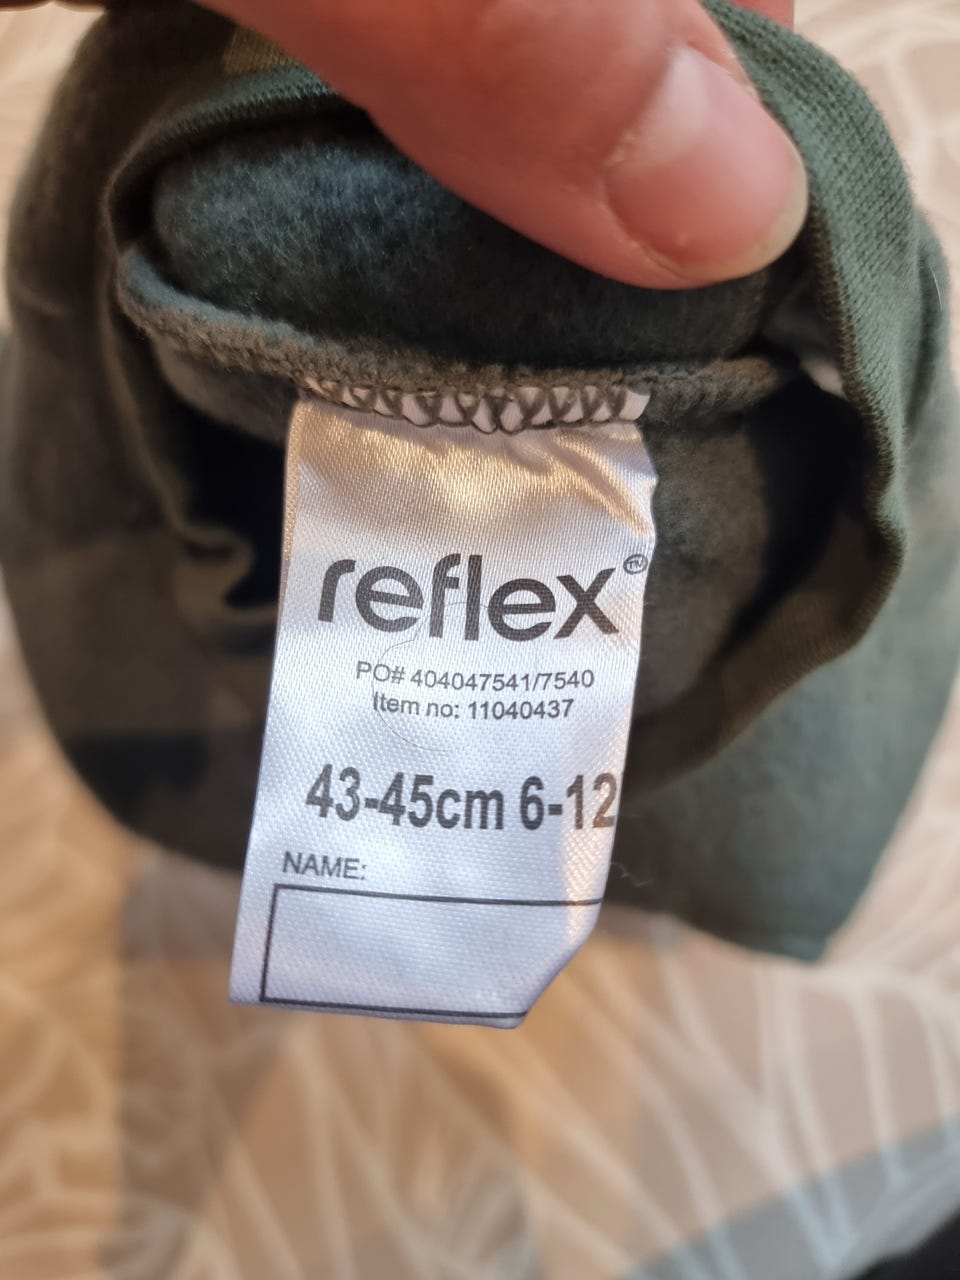 reflex
PO# 404047541/7540
Item no: 11040437
43-45cm 6-12
NAME: